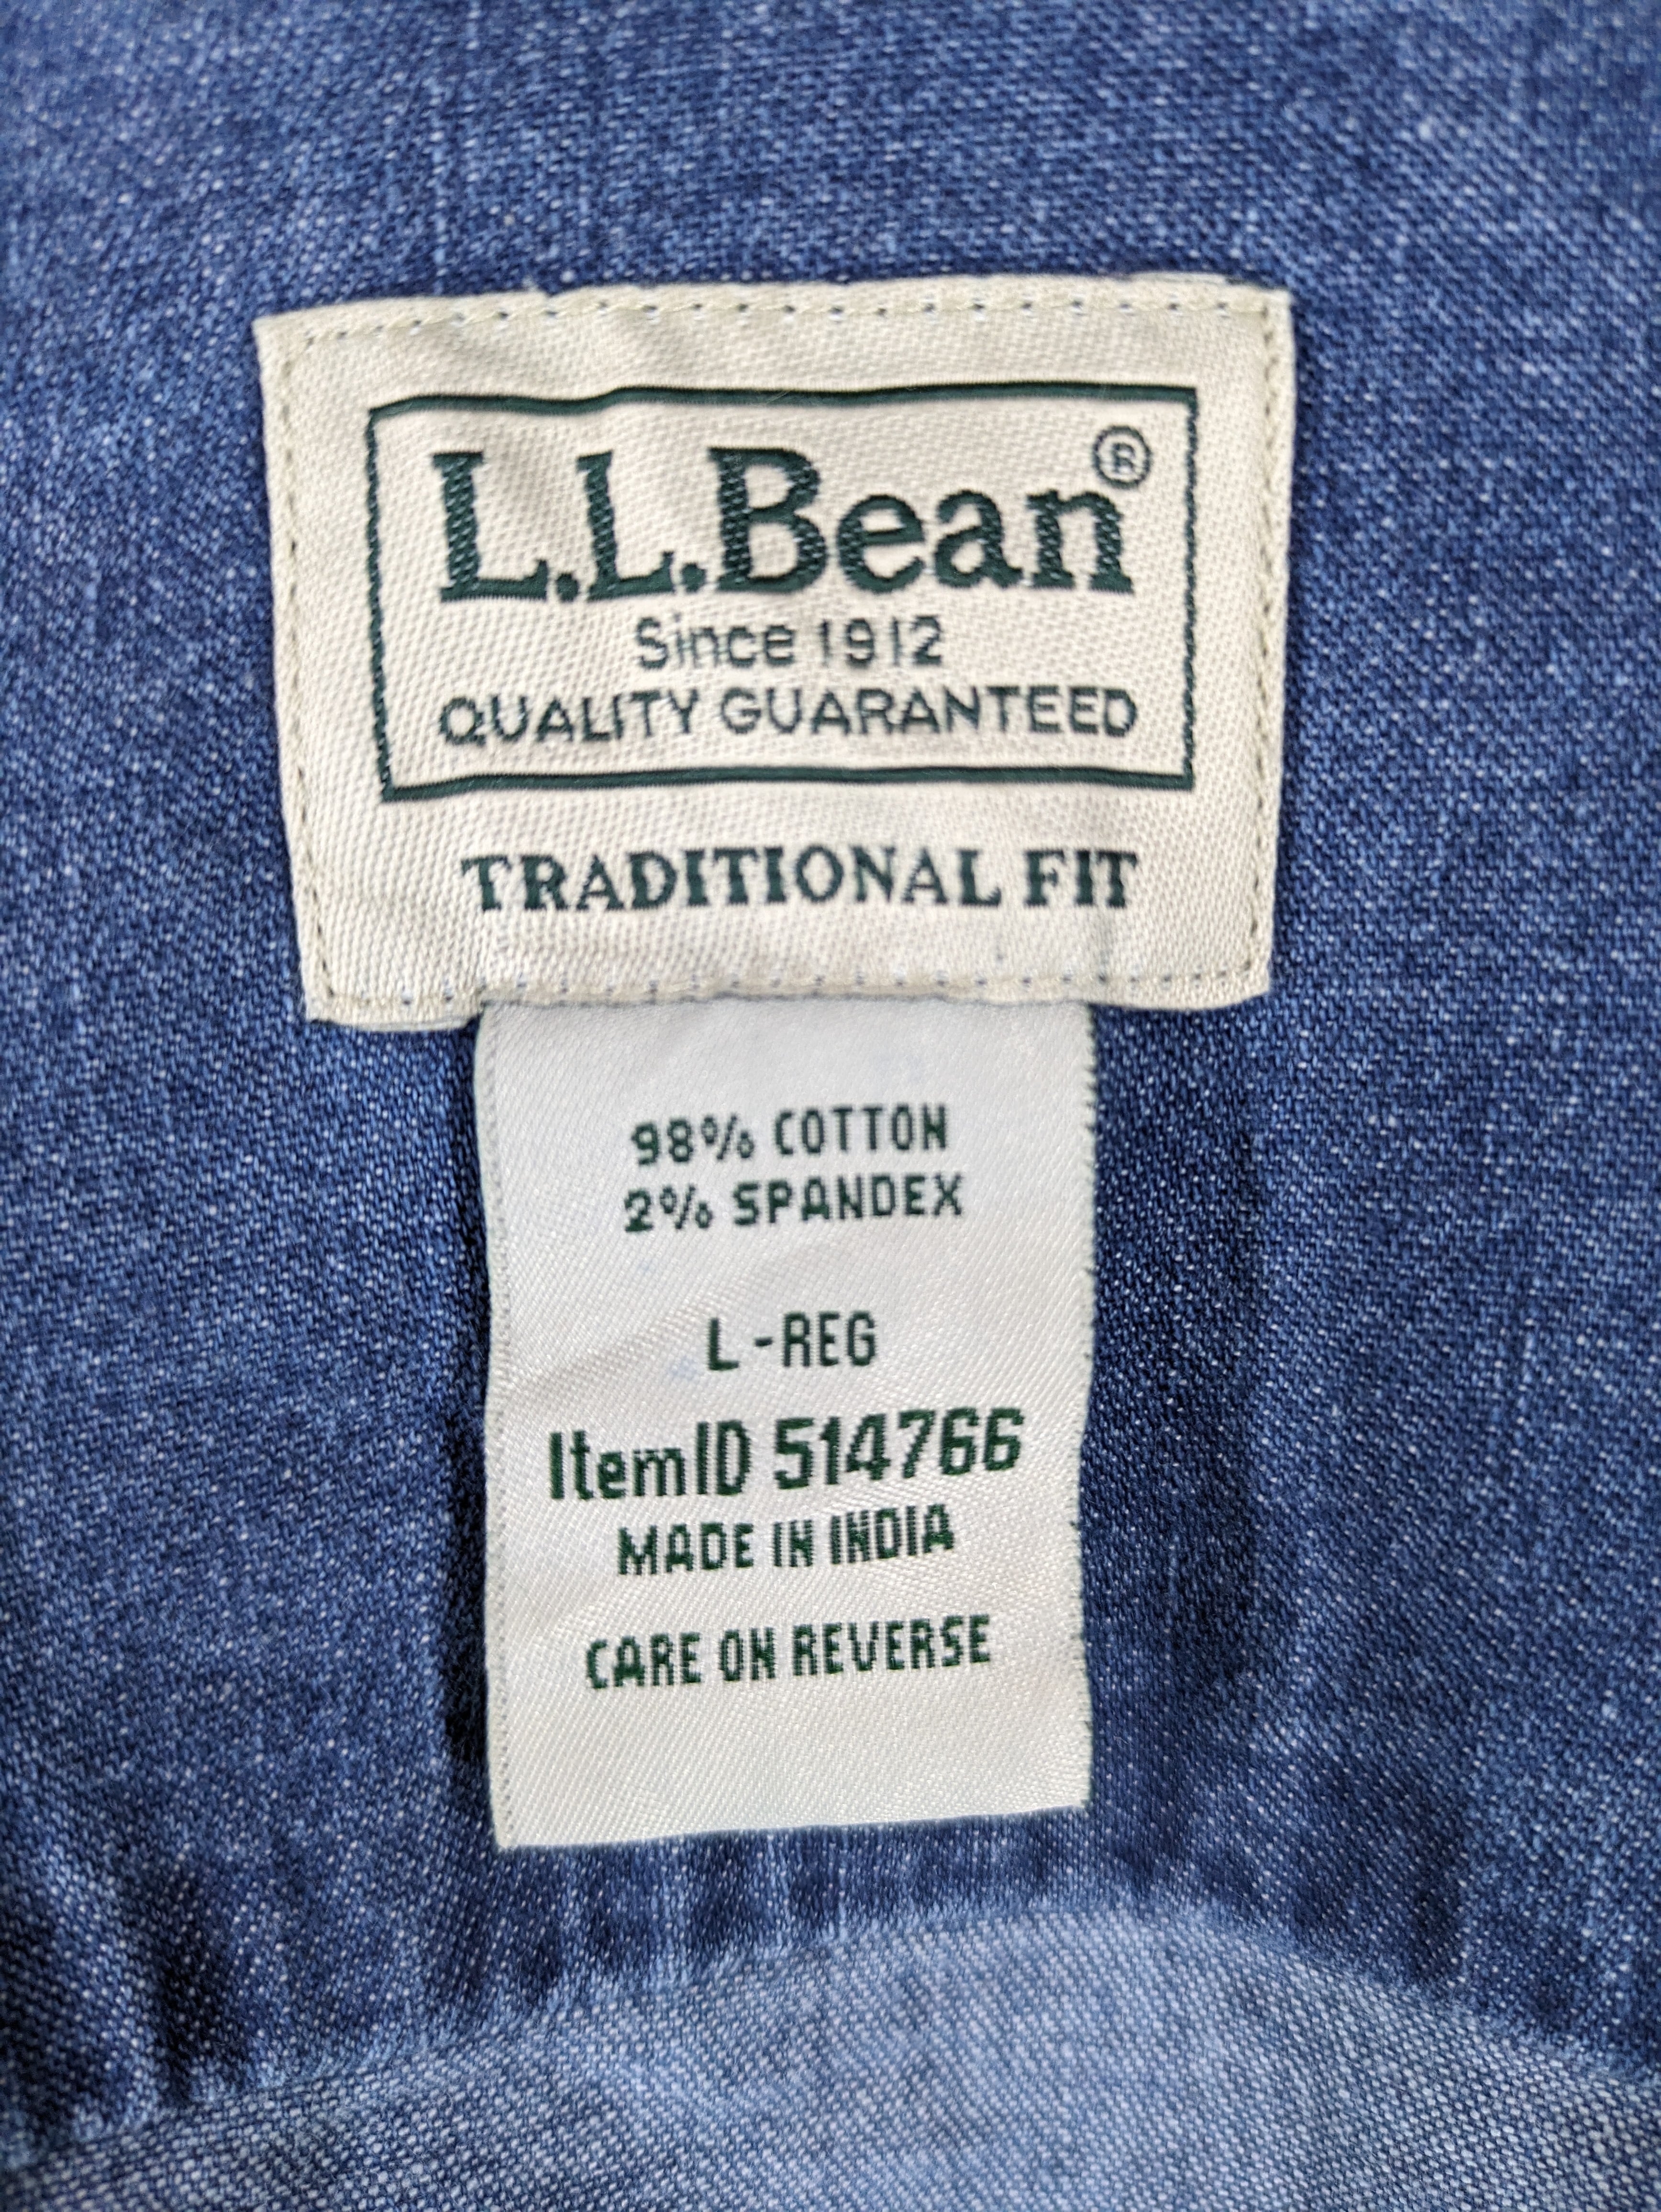 L.L.Bean®
Since 1912
QUALITY GUARANTEED
TRADITIONAL FIT
98% COTTON
2% SPANDEX
L-REG
ItemID 514766
MADE IN INDIA
CARE ON REVERSE